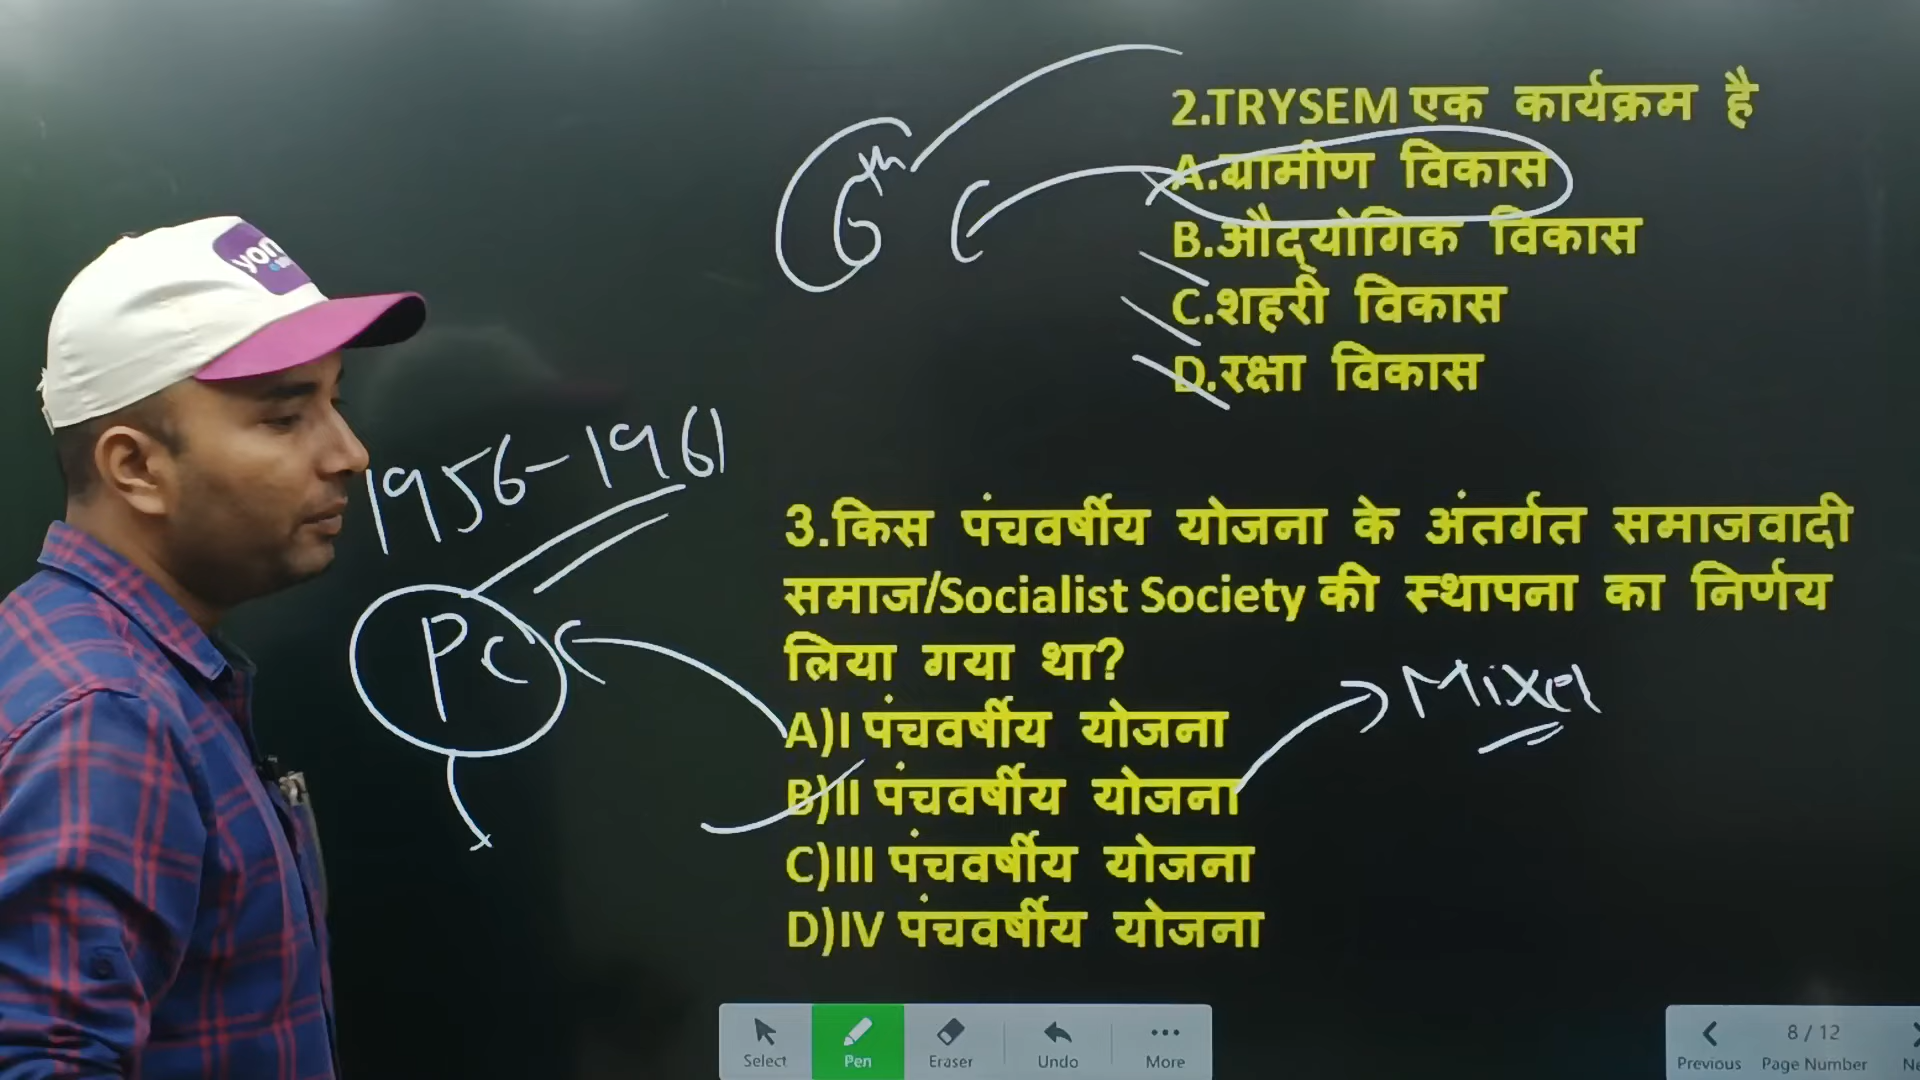 2.TRYSEM एक कार्यक्रम है
A.ग्रामीण विकास
B.औद्योगिक विकास
C.शहरी विकास
D.रक्षा विकास
6th
1956-1961
PC
3.किस पंचवर्षीय योजना के अंतर्गत समाजवादी
समाज/Socialist Society की स्थापना का निर्णय
लिया गया था?
A)I पंचवर्षीय योजना
B)II पंचवर्षीय योजना
C)III पंचवर्षीय योजना
D)IV पंचवर्षीय योजना
Select Pen Eraser Undo More
8 / 12
Previous Page Number